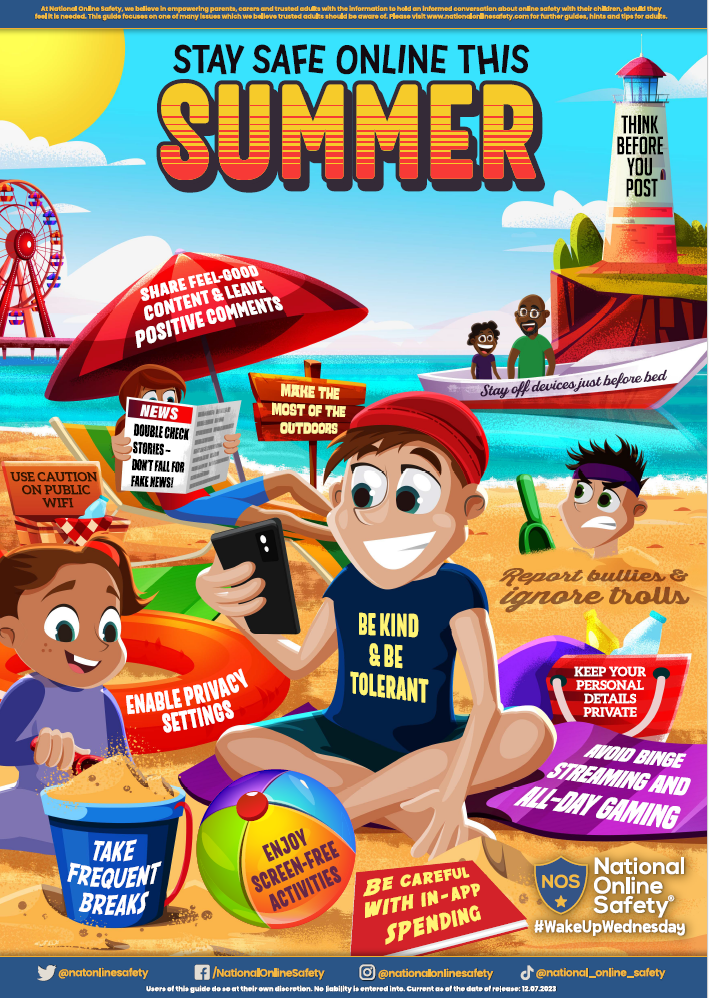 At National Online Safety, we believe in empowering parents, carers and trusted adults with the information to hold an informed conversation about online safety with their children, should they
feel it is needed. This guide focuses on one of many issues which we believe trusted adults should be aware of. Please visit www.nationalonlinesafety.com for further guides, hints and tips for adults.
STAY SAFE ONLINE THIS
SUMMER
THINK
BEFORE
YOU
POST
SHARE FEEL-GOOD
CONTENT & LEAVE
POSITIVE COMMENTS
Stay off devices just before bed
MAKE THE
MOST OF THE
OUTDOORS
NEWS
DOUBLE CHECK
STORIES –
DON'T FALL FOR
FAKE NEWS!
USE CAUTION
ON PUBLIC
WIFI
Report bullies &
ignore trolls
BE KIND
& BE
TOLERANT
KEEP YOUR
PERSONAL
DETAILS
PRIVATE
ENABLE PRIVACY
SETTINGS
AVOID BINGE
STREAMING AND
ALL-DAY GAMING
TAKE
FREQUENT
BREAKS
ENJOY
SCREEN-FREE
ACTIVITIES
BE CAREFUL
WITH IN-APP
SPENDING
NOS
National
Online
Safety®
#WakeUpWednesday
@natonlinesafety
/NationalOnlineSafety
@nationalonlinesafety
@national_online_safety
Users of this guide do so at their own discretion. No liability is entered into. Current as of the date of release: 12.07.2023